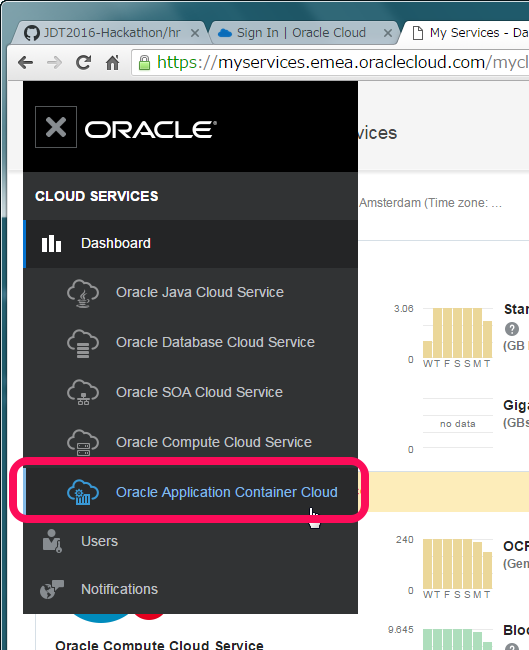 JDT2016-Hackathon/hr
Sign In | Oracle Cloud
My Services - Da
https://myservices.emea.oraclecloud.com/mycl
ORACLE®
vices
CLOUD SERVICES
Amsterdam (Time zone: ...
Dashboard
Oracle Java Cloud Service
Oracle Database Cloud Service
Oracle SOA Cloud Service
Oracle Compute Cloud Service
Oracle Application Container Cloud
Users
Notifications
Oracle Compute Cloud Service
3.06
0
W T F S S M T
Star
?
(GB
no data
0
Giga
(GBs
240
0
W T F S S M T
OCP
(Gen
9.645
Bloc
?